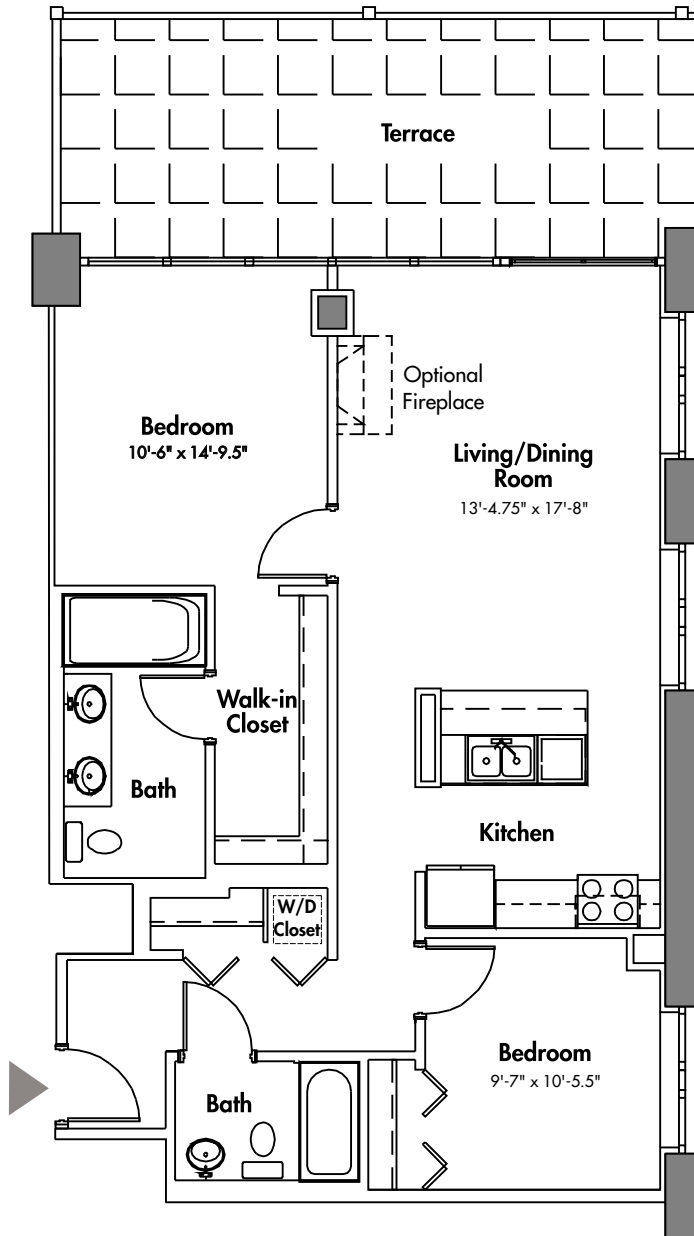 Terrace
Optional
Fireplace
Bedroom
10'-6" x 14'-9.5"
Living/Dining
Room
13'-4.75" x 17'-8"
Walk-in
Closet
Bath
Kitchen
W/D
Closet
Bedroom
9'-7" x 10'-5.5"
Bath